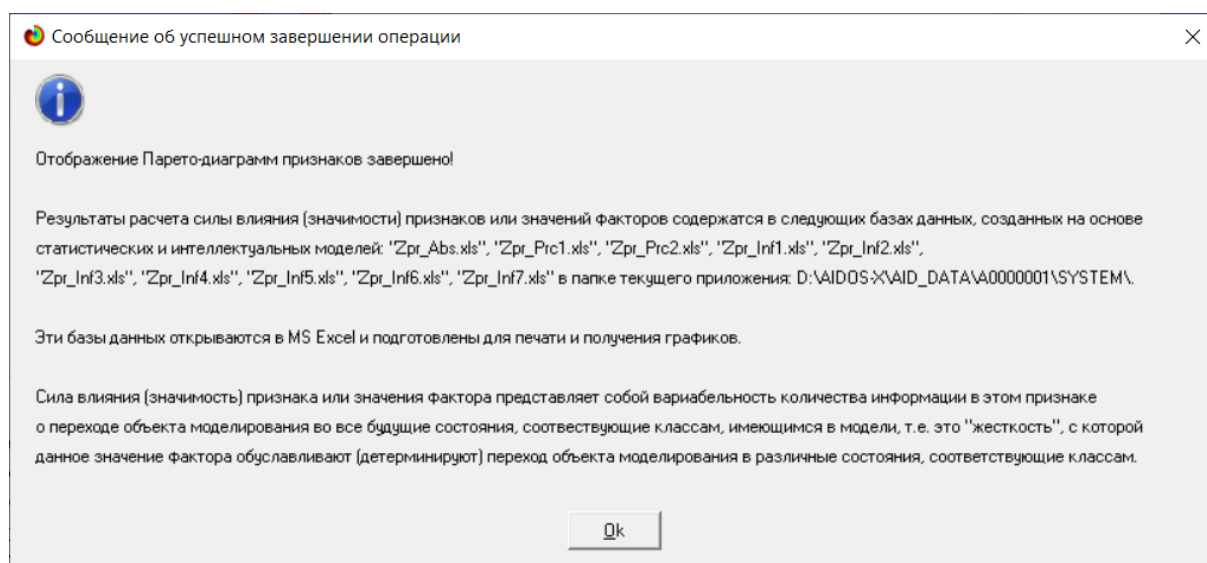 Сообщение об успешном завершении операции
Отображение Парето-диаграмм признаков завершено!
Результаты расчета силы влияния (значимости) признаков или значений факторов содержатся в следующих базах данных, созданных на основе
статистических и интеллектуальных моделей: "Zpr_Abs.xls", "Zpr_Prc1.xls", "Zpr_Prc2.xls", "Zpr_Inf1.xls", "Zpr_Inf2.xls",
"Zpr_Inf3.xls", "Zpr_Inf4.xls", "Zpr_Inf5.xls", "Zpr_Inf6.xls", "Zpr_Inf7.xls" в папке текущего приложения: D:\AIDOS-X\AID_DATA\A0000001\SYSTEM\.
Эти базы данных открываются в MS Excel и подготовлены для печати и получения графиков.
Сила влияния (значимость) признака или значения фактора представляет собой вариабельность количества информации в этом признаке
о переходе объекта моделирования во все будущие состояния, соотвествующие классам, имеющимся в модели, т.е. это "жесткость", с которой
данное значение фактора обуславливают (детерминируют) переход объекта моделирования в различные состояния, соответствующие классам.
Ok